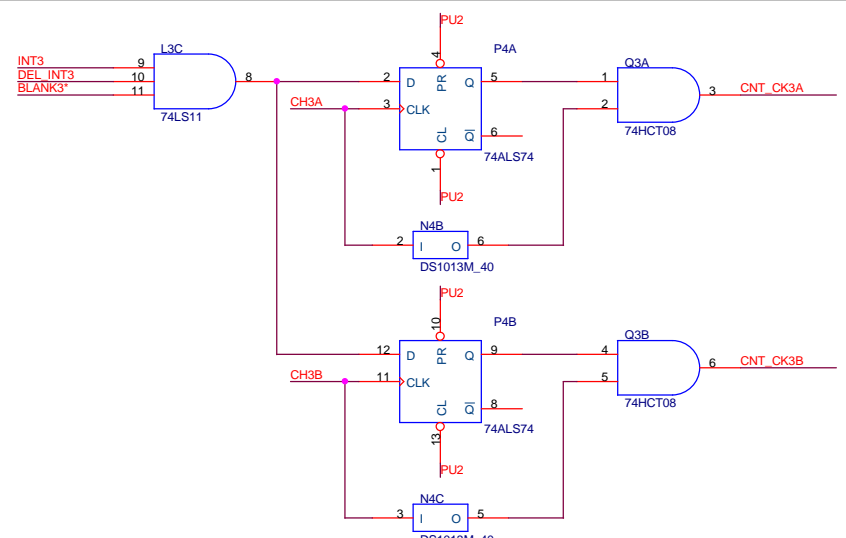 PU2
L3C
P4A
INT3
9
DEL_INT3
10
8
BLANK3*
11
74LS11
4
2
D
PR
Q
5
CH3A
3
CLK
CL
Q
6
74ALS74
1
PU2
Q3A
1
2
3
CNT_CK3A
74HCT08
N4B
2
I
O
6
DS1013M_40
PU2
P4B
10
12
D
PR
Q
9
CH3B
11
CLK
CL
Q
8
74ALS74
13
PU2
Q3B
4
5
6
CNT_CK3B
74HCT08
N4C
3
I
O
5